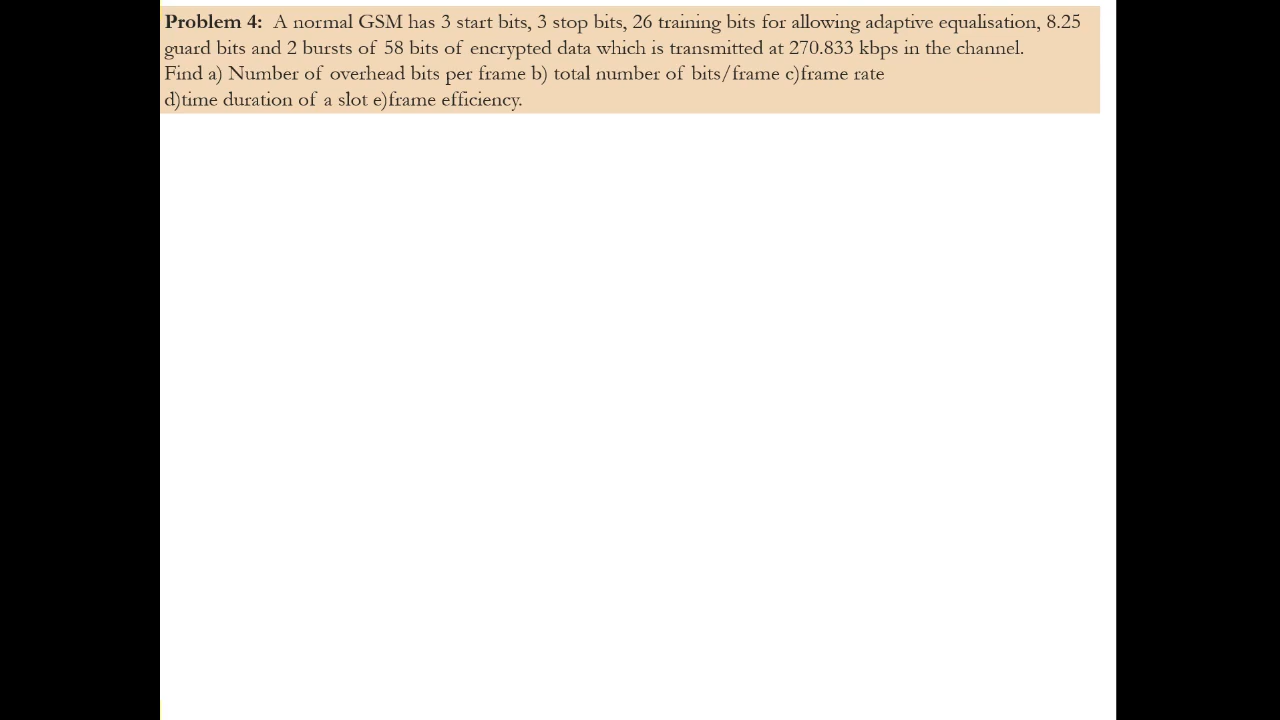 Problem 4: A normal GSM has 3 start bits, 3 stop bits, 26 training bits for allowing adaptive equalisation, 8.25
guard bits and 2 bursts of 58 bits of encrypted data which is transmitted at 270.833 kbps in the channel.
Find a) Number of overhead bits per frame b) total number of bits/frame c)frame rate
d)time duration of a slot e)frame efficiency.